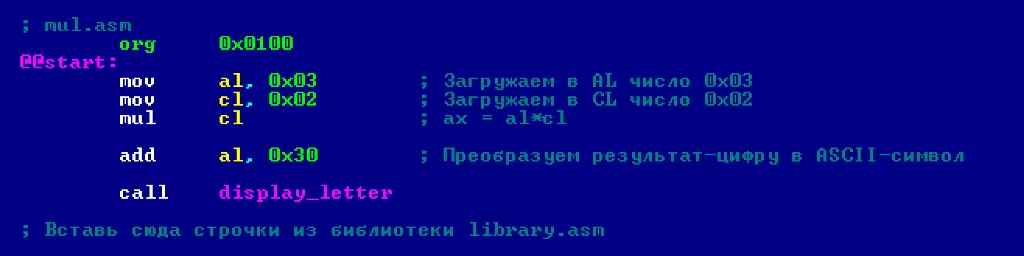 ; mul.asm
org 0x0100
@@start:
mov al, 0x03 ; Загружаем в AL число 0x03
mov cl, 0x02 ; Загружаем в CL число 0x02
mul cl ; ax = al*cl
add al, 0x30 ; Преобразуем результат-цифру в ASCII-символ
call display_letter
; Вставь сюда строчки из библиотеки library.asm